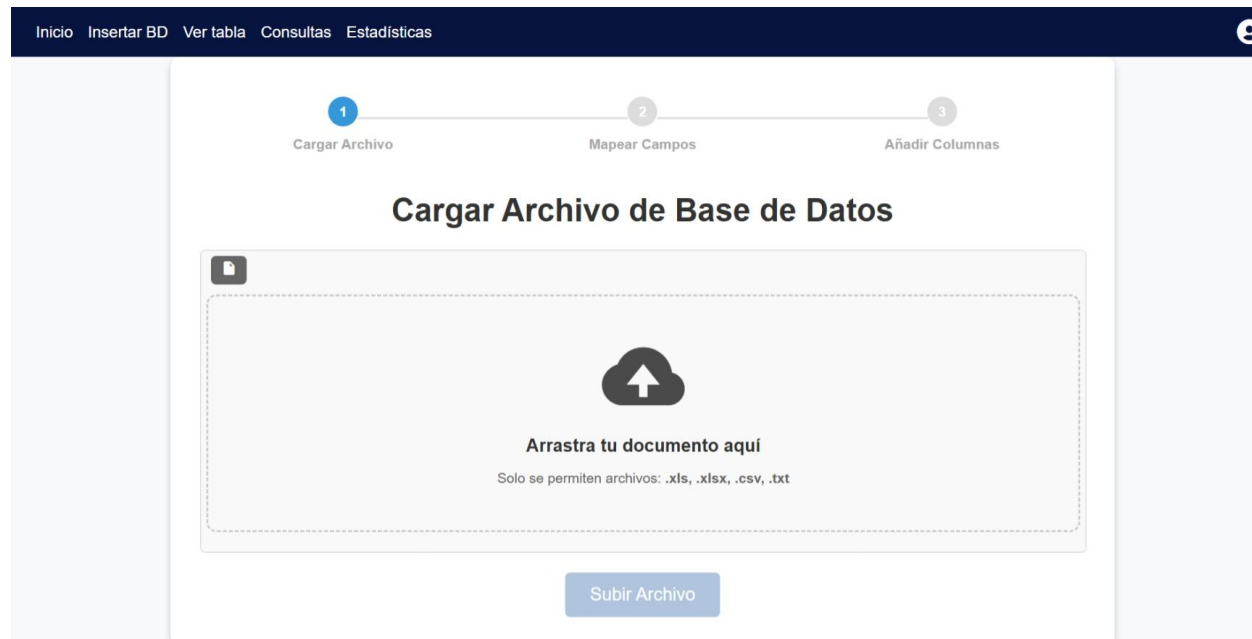 Inicio Insertar BD Ver tabla Consultas Estadísticas
1 2 3
Cargar Archivo Mapear Campos Añadir Columnas
Cargar Archivo de Base de Datos
Arrastra tu documento aquí
Solo se permiten archivos: .xls, .xlsx, .csv, .txt
Subir Archivo